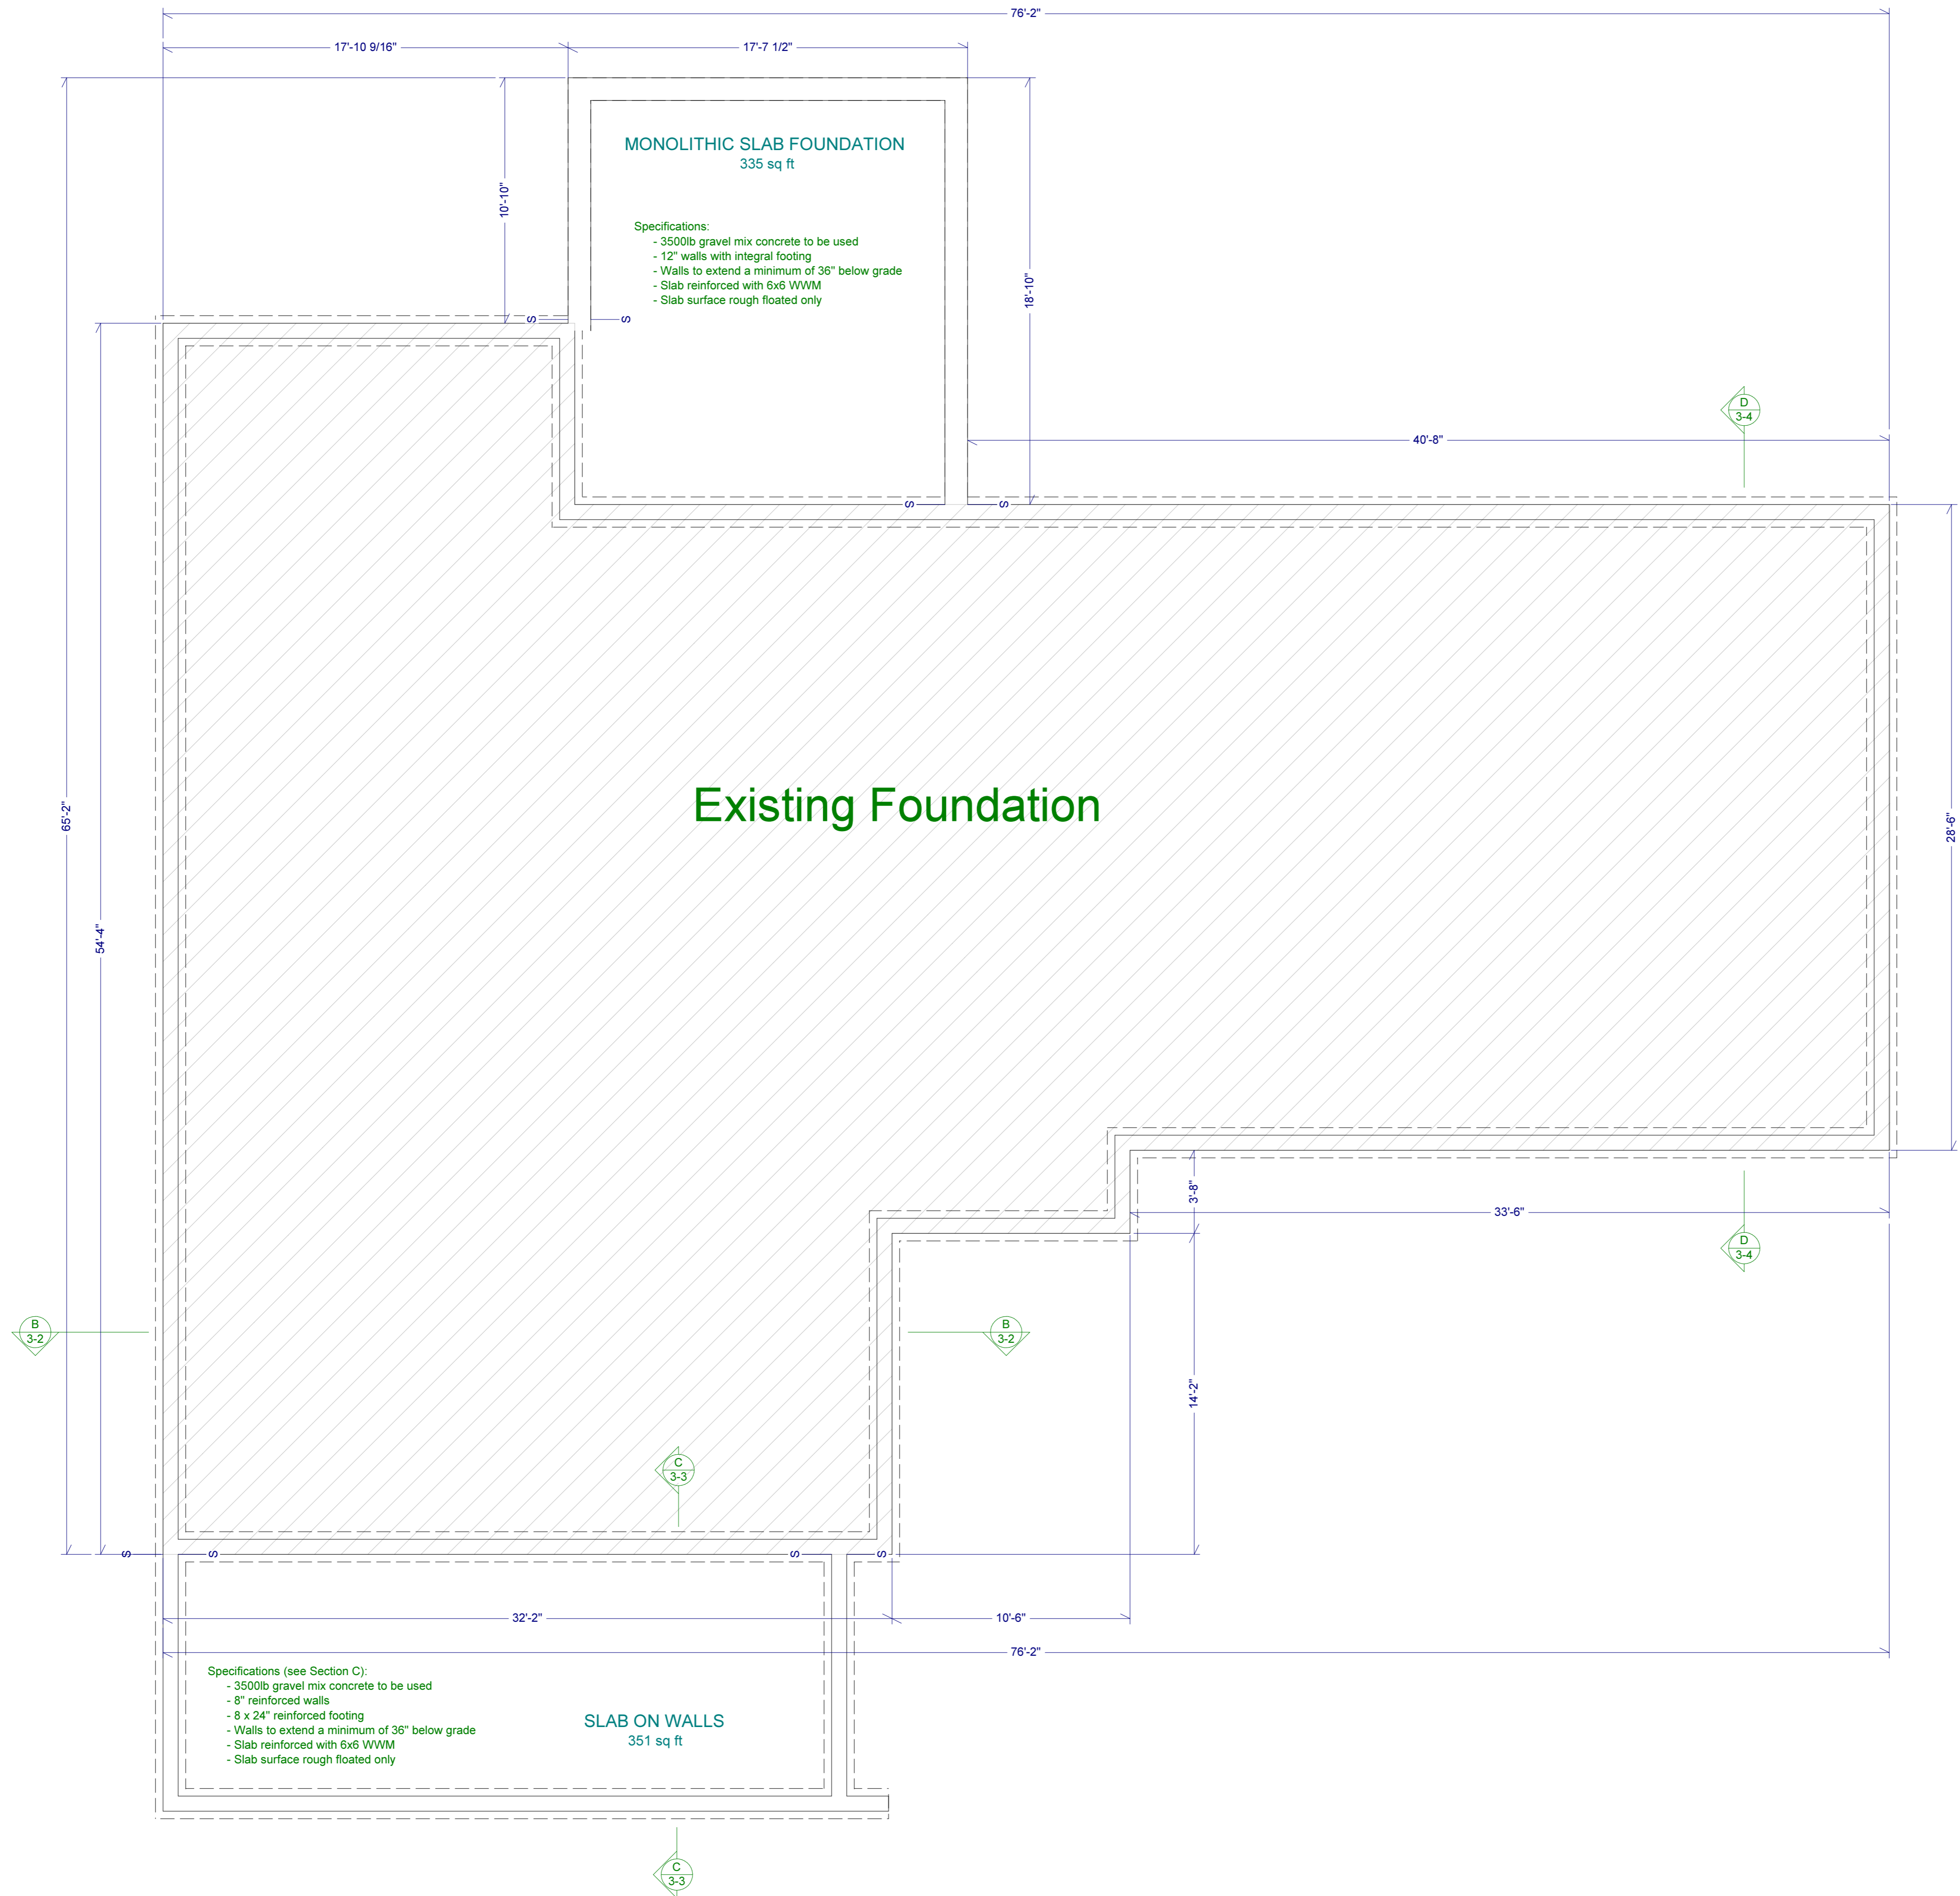 76'-2"
17'-10 9/16"
17'-7 1/2"
MONOLITHIC SLAB FOUNDATION
335 sq ft
10'-10"
Specifications:
- 3500lb gravel mix concrete to be used
- 12" walls with integral footing
- Walls to extend a minimum of 36" below grade
- Slab reinforced with 6x6 WWM
- Slab surface rough floated only
18'-10"
S
S
D
3-4
40'-8"
S
S
Existing Foundation
65'-2"
28'-6"
54'-4"
3'-8"
33'-6"
D
3-4
B
3-2
B
3-2
14'-2"
C
3-3
S
S
S
S
32'-2"
10'-6"
76'-2"
Specifications (see Section C):
- 3500lb gravel mix concrete to be used
- 8" reinforced walls
- 8 x 24" reinforced footing
- Walls to extend a minimum of 36" below grade
- Slab reinforced with 6x6 WWM
- Slab surface rough floated only
SLAB ON WALLS
351 sq ft
C
3-3